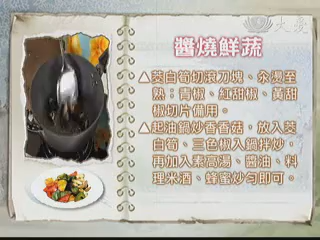 大愛
醬燒鮮蔬
▲茭白筍切滾刀塊、汆燙至
熟；青椒、紅甜椒、黃甜
椒切片備用。
▲起油鍋炒香香菇，放入茭
白筍、三色椒入鍋拌炒，
再加入素高湯、醬油、料
理米酒、蜂蜜炒勻即可。